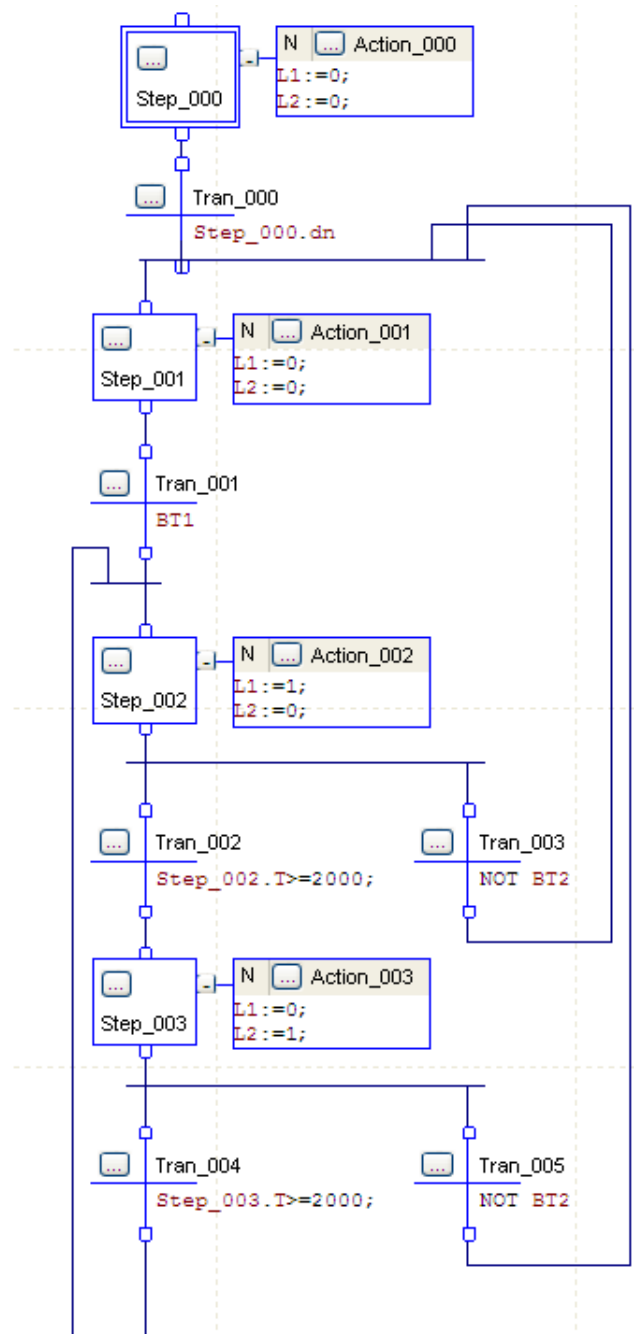 N ... Action_000
...
L1:=0;
Step_000
L2:=0;
... Tran_000
Step_000.dn
N ... Action_001
...
L1:=0;
Step_001
L2:=0;
... Tran_001
BT1
N ... Action_002
...
L1:=1;
Step_002
L2:=0;
... Tran_002
Step_002.T>=2000;
... Tran_003
NOT BT2
N ... Action_003
...
L1:=0;
Step_003
L2:=1;
... Tran_004
Step_003.T>=2000;
... Tran_005
NOT BT2